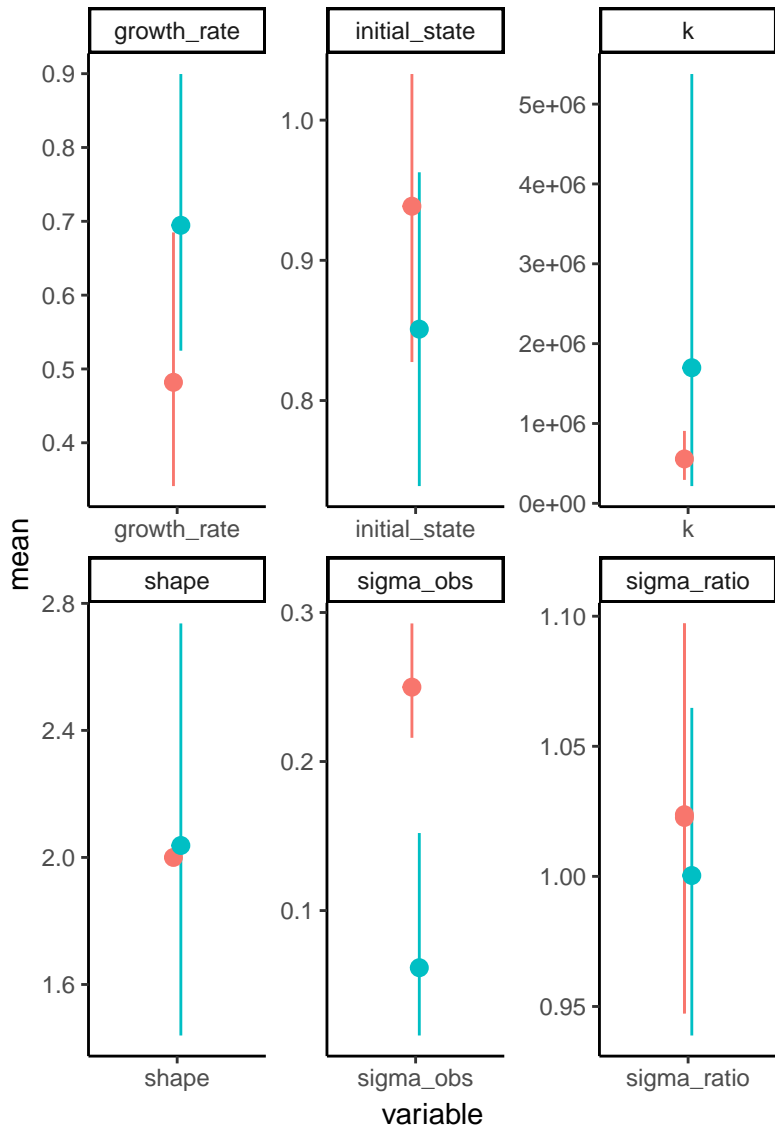 growth_rate
initial_state
k
0.9
0.8
0.7
0.6
0.5
0.4
1.0
0.9
0.8
5e+06
4e+06
3e+06
2e+06
1e+06
0e+00
growth_rate
initial_state
k
mean
shape
sigma_obs
sigma_ratio
2.8
2.4
2.0
1.6
0.3
0.2
0.1
1.10
1.05
1.00
0.95
shape
sigma_obs
sigma_ratio
variable